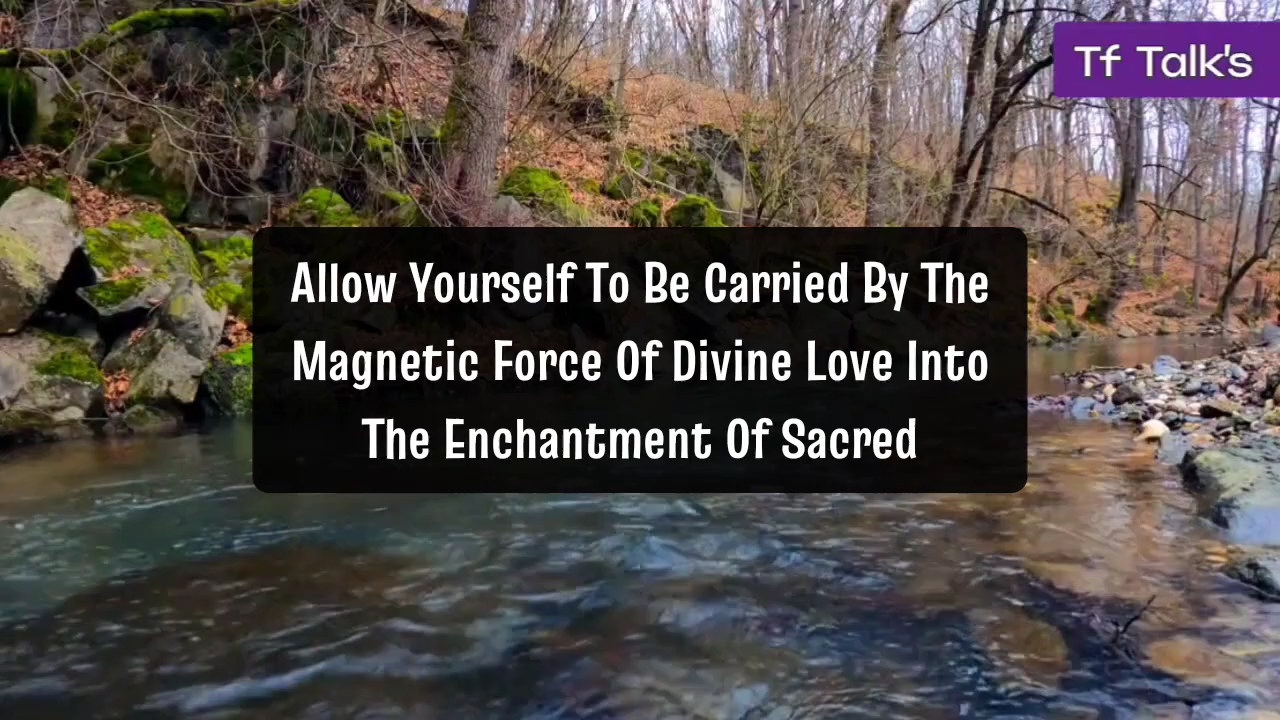 Tf Talk's
Allow Yourself To Be Carried By The
Magnetic Force Of Divine Love Into
The Enchantment Of Sacred